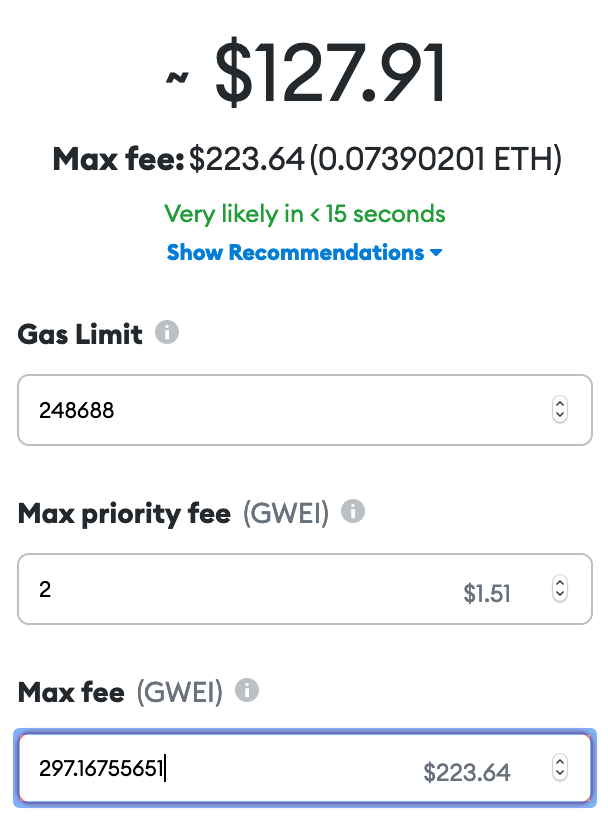 ~ $127.91
Max fee: $223.64 (0.07390201 ETH)
Very likely in < 15 seconds
Show Recommendations
Gas Limit
248688
Max priority fee (GWEI)
2 $1.51
Max fee (GWEI)
297.16755651 $223.64